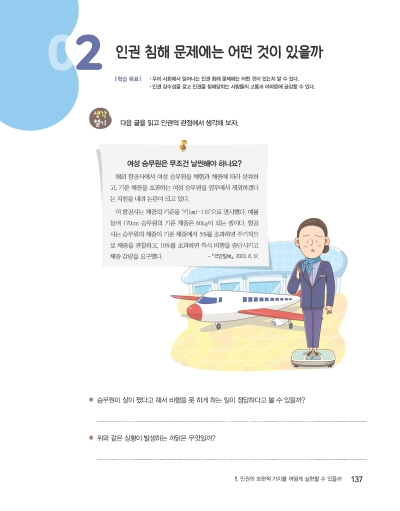 02 인권 침해 문제에는 어떤 것이 있을까
| 학습 목표 | • 우리 사회에서 일어나는 인권 침해 문제에는 어떤 것이 있는지 알 수 있다.
• 인권 감수성을 갖고 인권을 침해당하는 사람들의 고통과 어려움에 공감할 수 있다.
생각 열기
다음 글을 읽고 인권의 관점에서 생각해 보자.
여성 승무원은 무조건 날씬해야 하나요?
해외 항공사에서 여성 승무원을 체형과 체중에 따라 분류하
고, 기준 체중을 초과하는 여성 승무원을 업무에서 제외하겠다
는 지침을 내려 논란이 되고 있다.
이 항공사는 체중의 기준을 '키(cm)-110'으로 명시했다. 예를
들어 170cm 승무원의 기준 체중은 60kg이 되는 셈이다. 항공
사는 승무원의 체중이 기준 체중에서 5%를 초과하면 주기적으
로 체중을 관찰하고, 10%를 초과하면 즉시 비행을 중단시키고
체중 감량을 요구했다.
- 『국민일보』, 2023. 6. 12.
● 승무원이 살이 쪘다고 해서 비행을 못 하게 하는 일이 정당하다고 볼 수 있을까?
● 위와 같은 상황이 발생하는 까닭은 무엇일까?
1. 인권의 보편적 가치를 어떻게 실현할 수 있을까 137